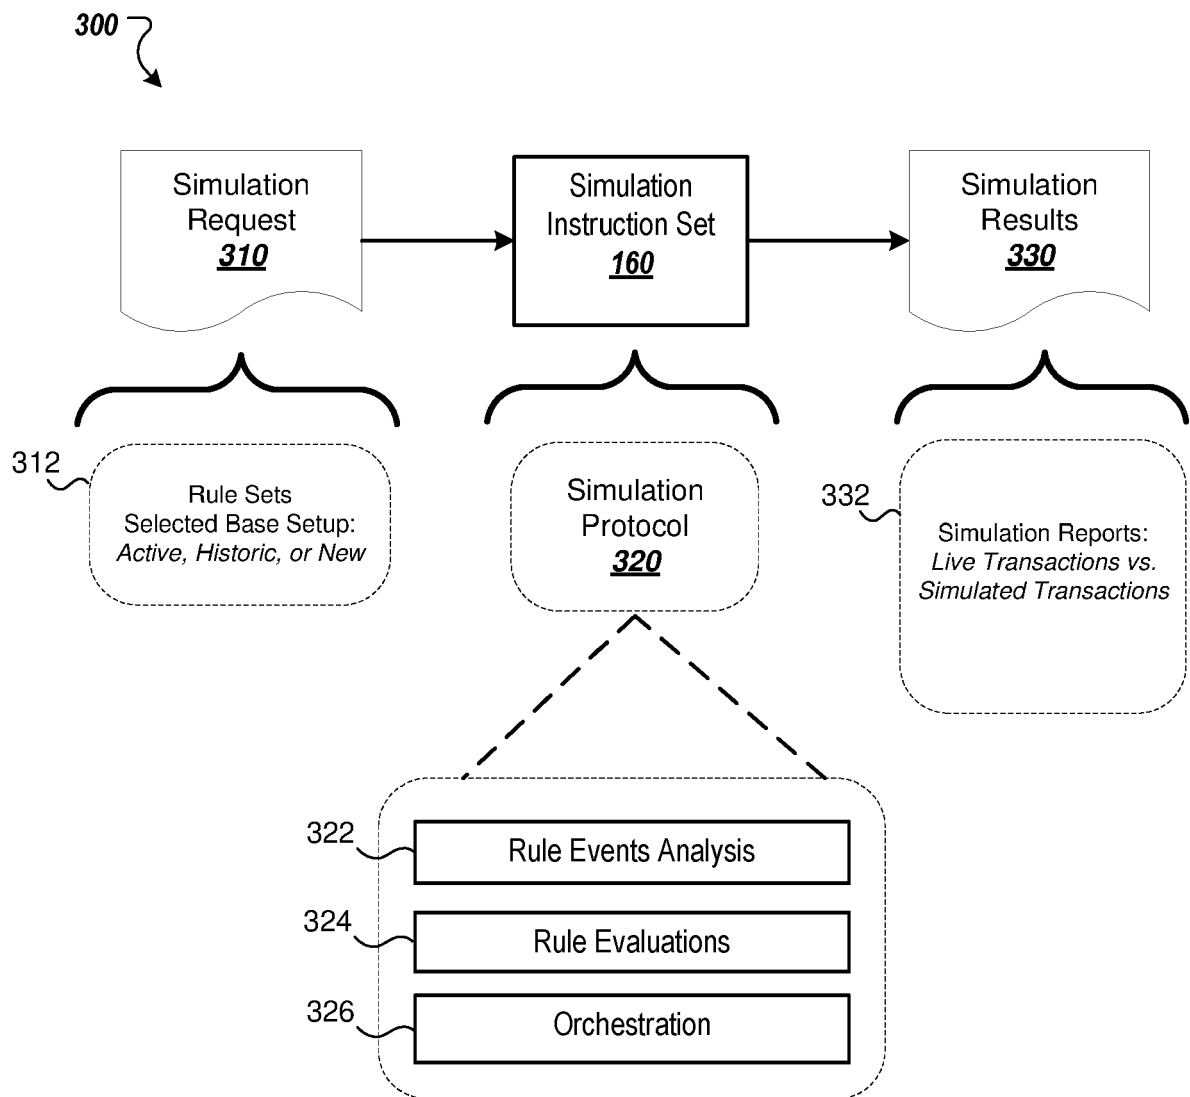 300
Simulation
Request
310
Simulation
Instruction Set
160
Simulation
Results
330
312
Rule Sets
Selected Base Setup:
Active, Historic, or New
Simulation
Protocol
320
332
Simulation Reports:
Live Transactions vs.
Simulated Transactions
322
Rule Events Analysis
324
Rule Evaluations
326
Orchestration